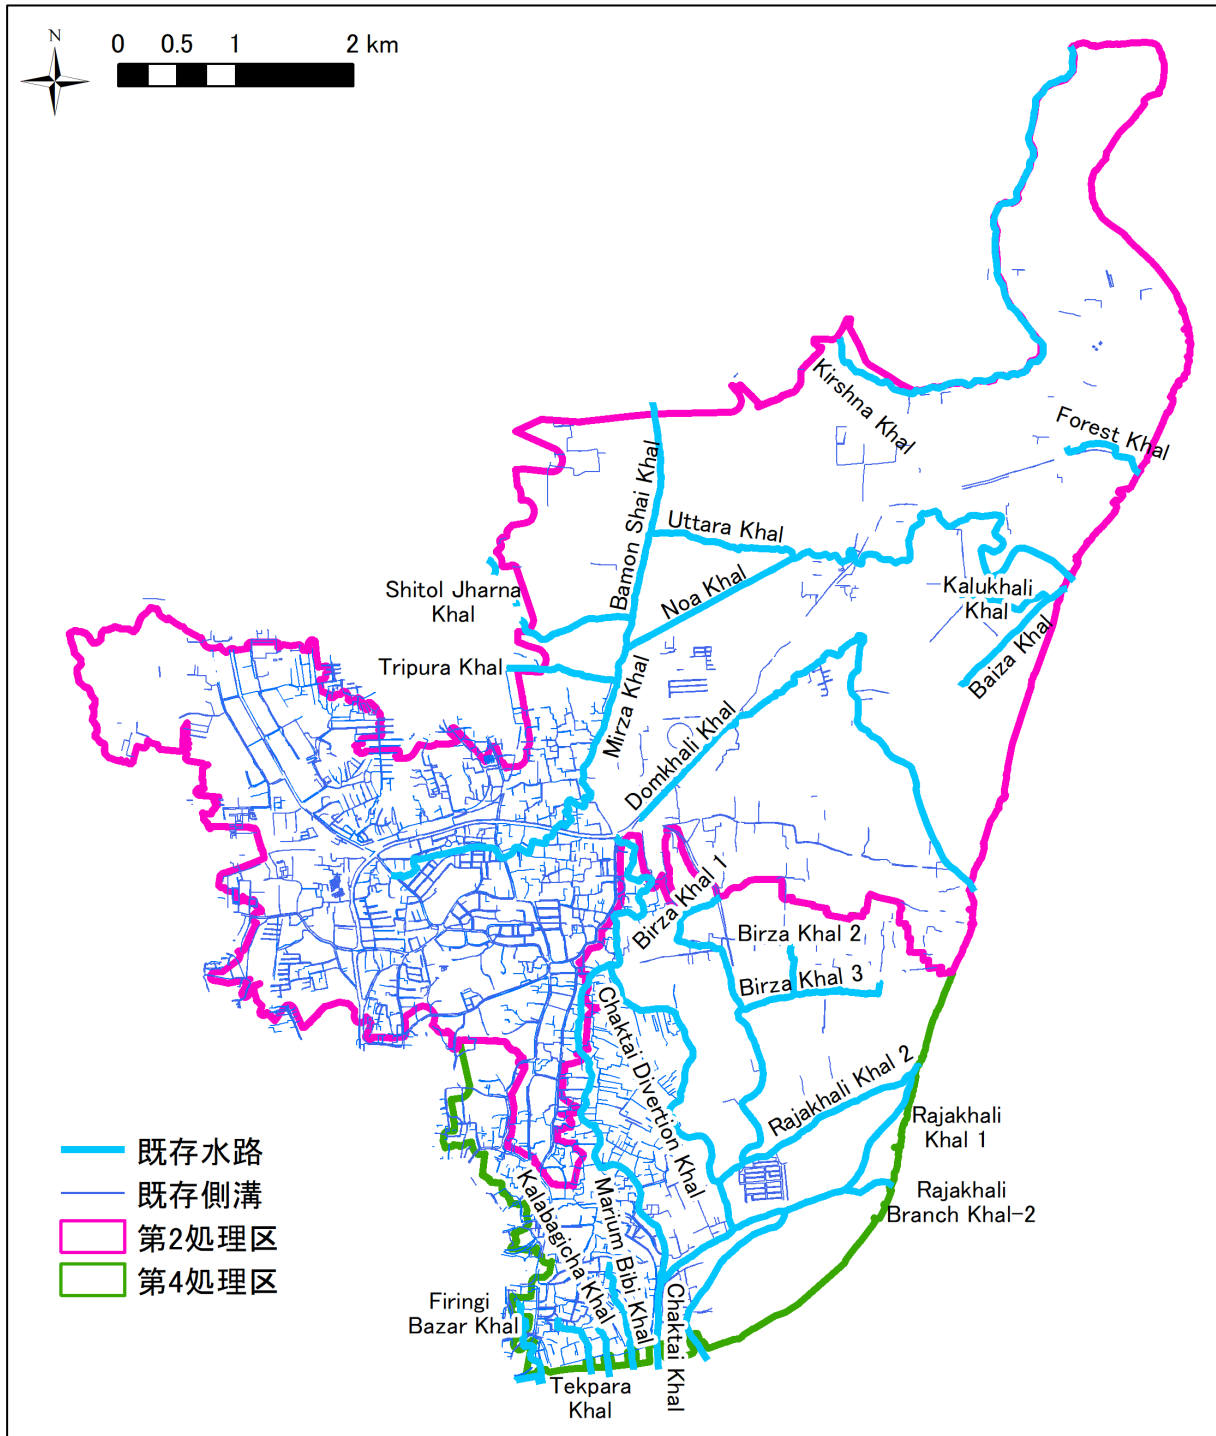 N
0 0.5 1 2 km
Kirshna Khal
Forest Khal
Bamon Shai Khal
Uttara Khal
Noa Khal
Shitol Jharna
Khal
Kalukhali
Khal
Baiza Khal
Tripura Khal
Mirza Khal
Domkhali Khal
Birza Khal 1
Birza Khal 2
Birza Khal 3
Chaktai Divertion Khal
Rajakhali Khal 2
Rajakhali
Khal 1
Rajakhali
Branch Khal-2
Kalabagicha Khal
Marium Bibi Khal
Chaktai Khal
Firingi
Bazar Khal
Tekpara
Khal
既存水路
既存側溝
第2処理区
第4処理区